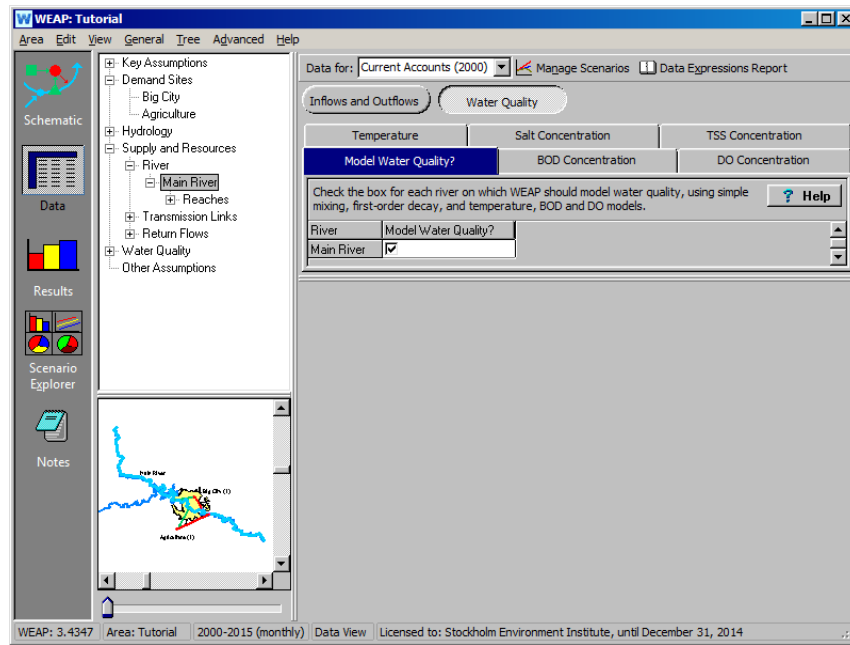 WEAP: Tutorial
Area Edit View General Tree Advanced Help
Schematic
Data
Results
Scenario
Explorer
Notes
Key Assumptions
Demand Sites
Big City
Agriculture
Hydrology
Supply and Resources
River
Main River
Reaches
Transmission Links
Return Flows
Water Quality
Other Assumptions
Main River
Big City (1)
Agriculture (1)
Data for: Current Accounts (2000) Manage Scenarios Data Expressions Report
Inflows and Outflows Water Quality
Temperature Salt Concentration TSS Concentration
Model Water Quality? BOD Concentration DO Concentration
Check the box for each river on which WEAP should model water quality, using simple
mixing, first-order decay, and temperature, BOD and DO models.
? Help
River Model Water Quality?
Main River
WEAP: 3.4347 Area: Tutorial 2000-2015 (monthly) Data View Licensed to: Stockholm Environment Institute, until December 31, 2014